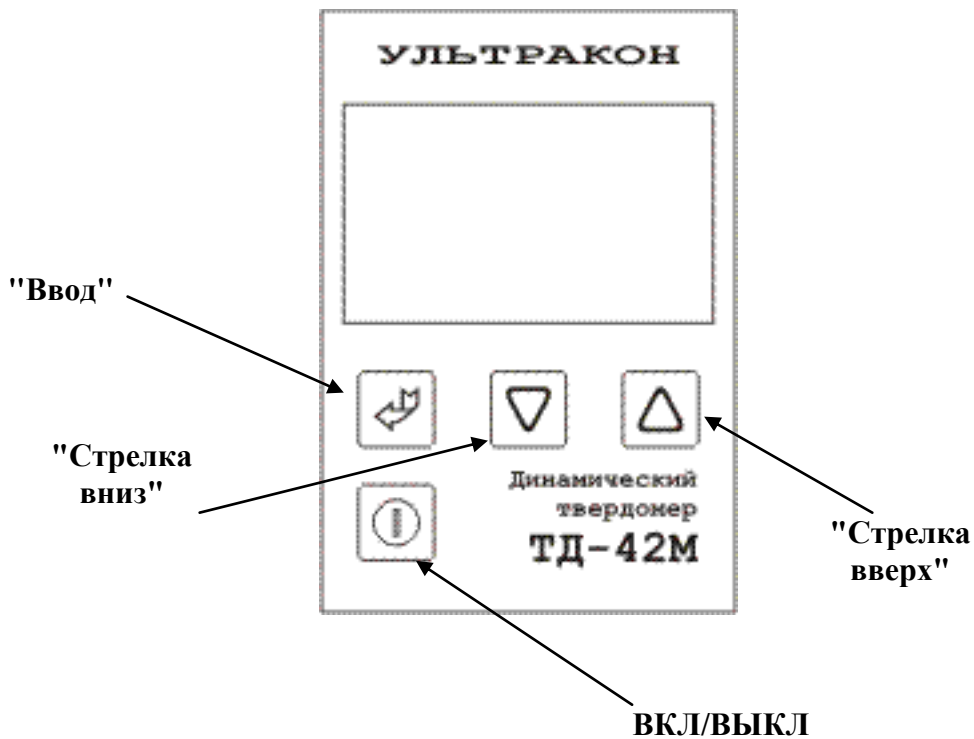 УЛЬТРАКОН
"Ввод"
"Стрелка
вниз"
Динамический
твердомер
ТД-42М
"Стрелка
вверх"
ВКЛ/ВЫКЛ